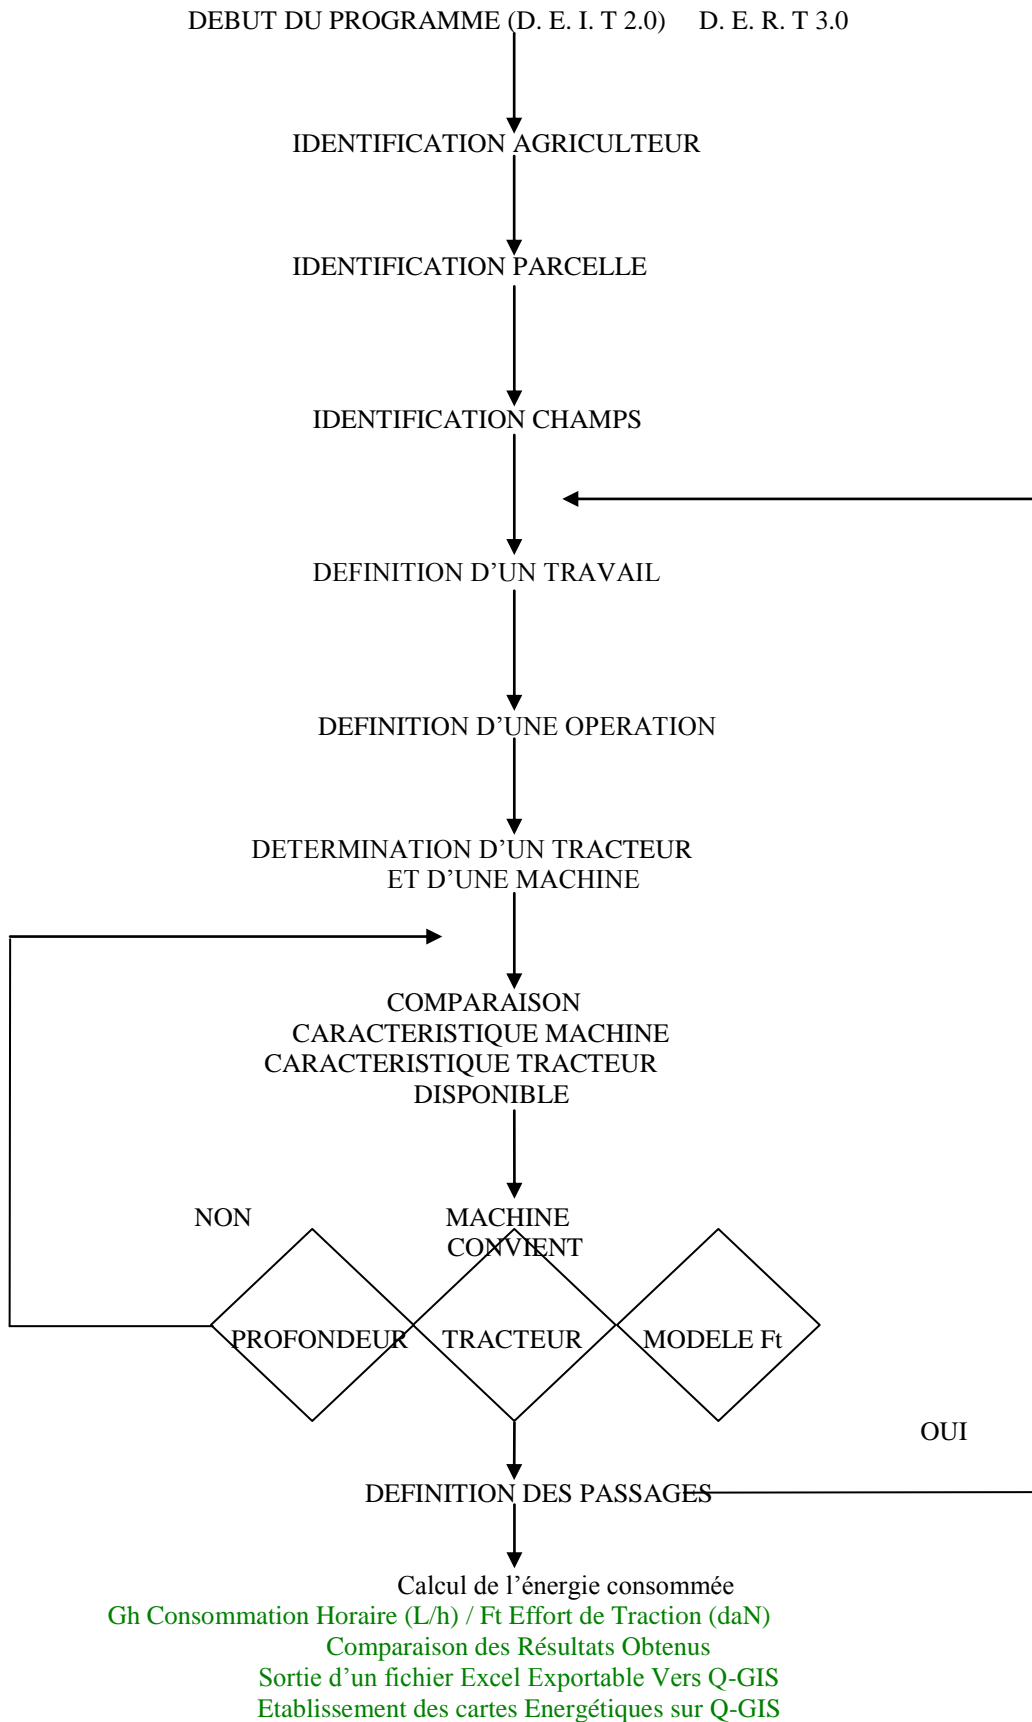 DEBUT DU PROGRAMME (D. E. I. T 2.0) D. E. R. T 3.0
IDENTIFICATION AGRICULTEUR
IDENTIFICATION PARCELLE
IDENTIFICATION CHAMPS
DEFINITION D’UN TRAVAIL
DEFINITION D’UNE OPERATION
DETERMINATION D’UN TRACTEUR
ET D’UNE MACHINE
COMPARAISON
CARACTERISTIQUE MACHINE
CARACTERISTIQUE TRACTEUR
DISPONIBLE
NON MACHINE
CONVIENT
PROFONDEUR TRACTEUR MODELE Ft
OUI
DEFINITION DES PASSAGES
Calcul de l’énergie consommée
Gh Consommation Horaire (L/h) / Ft Effort de Traction (daN)
Comparaison des Résultats Obtenus
Sortie d’un fichier Excel Exportable Vers Q-GIS
Etablissement des cartes Energétiques sur Q-GIS